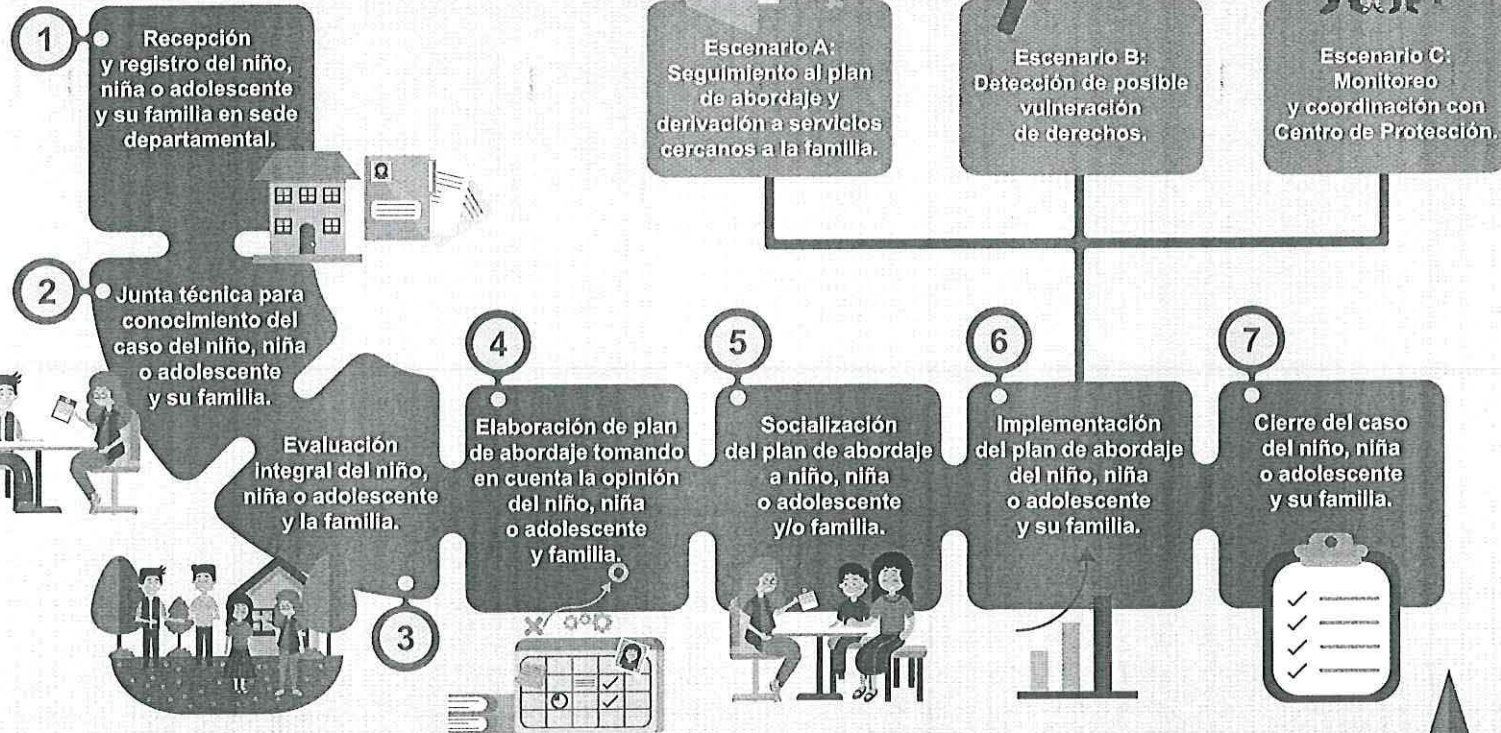 1
Recepción
y registro del niño,
niña o adolescente
y su familia en sede
departamental.
2
Junta técnica para
conocimiento del
caso del niño, niña
o adolescente
y su familia.
3
Evaluación
integral del niño,
niña o adolescente
y la familia.
4
Elaboración de plan
de abordaje tomando
en cuenta la opinión
del niño, niña
o adolescente
y familia.
5
Socialización
del plan de abordaje
a niño, niña
o adolescente
y/o familia.
6
Implementación
del plan de abordaje
del niño, niña
o adolescente
y su familia.
Escenario A:
Seguimiento al plan
de abordaje y
derivación a servicios
cercanos a la familia.
Escenario B:
Detección de posible
vulneración
de derechos.
Escenario C:
Monitoreo
y coordinación con
Centro de Protección.
7
Cierre del caso
del niño, niña
o adolescente
y su familia.